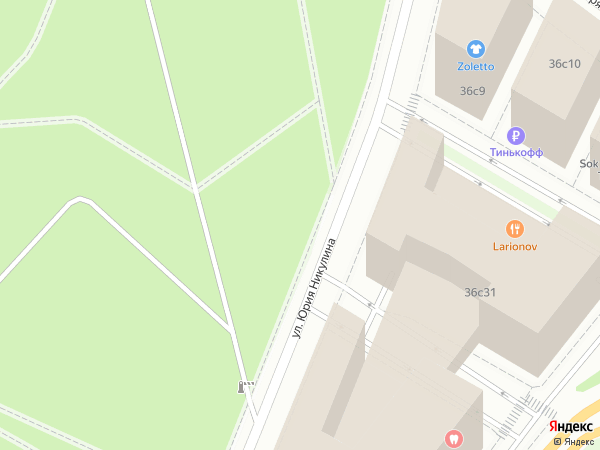 Zoletto
36с9
36с10
Тинькофф
Sok
Larionov
ул. Юрия Никулина
36с31
Яндекс
© Яндекс